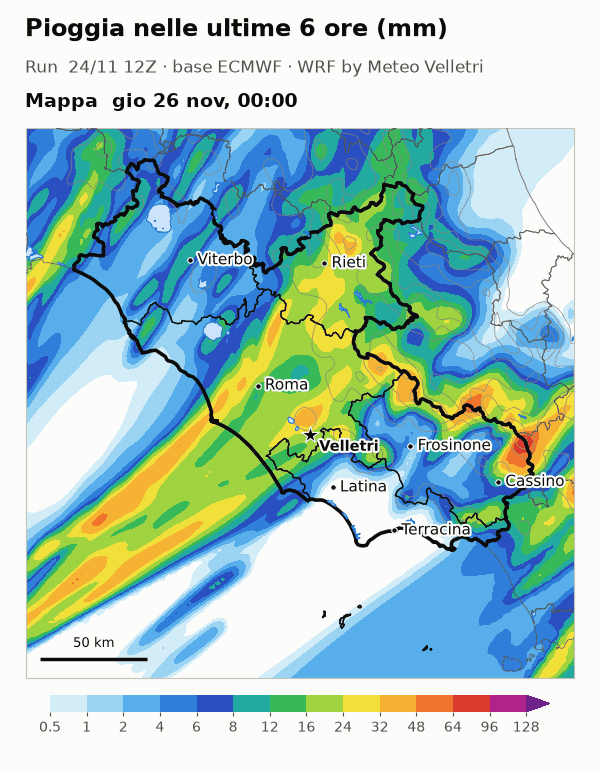 Pioggia nelle ultime 6 ore (mm)
Run  24/11 12Z · base ECMWF · WRF by Meteo Velletri
Mappa  gio 26 nov, 00:00
Viterbo
Rieti
Roma
Velletri
Frosinone
Cassino
Latina
Terracina
50 km
0.5 1 2 4 6 8 12 16 24 32 48 64 96 128